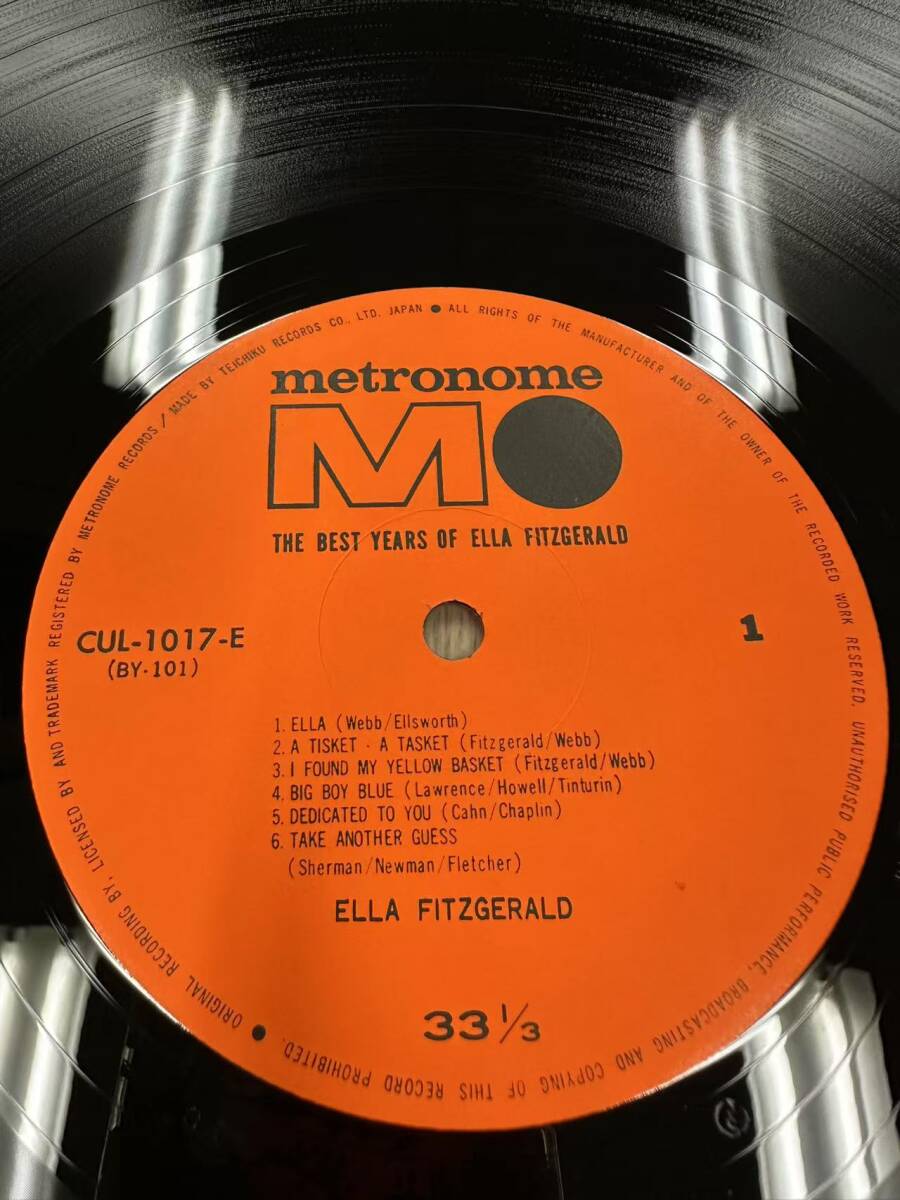 ORIGINAL RECORDING BY, LICENSED BY AND TRADEMARK REGISTERED BY METRONOME RECORDS / MADE BY TEICHIKU RECORDS CO., LTD. JAPAN ● ALL RIGHTS OF THE MANUFACTURER AND OF THE OWNER OF THE RECORDED WORK RESERVED. UNAUTHORISED PUBLIC PERFORMANCE, BROADCASTING AND COPYING OF THIS RECORD PROHIBITED. ●
metronome
MO
THE BEST YEARS OF ELLA FITZGERALD
CUL-1017-E
(BY·101)
1
1. ELLA (Webb/Ellsworth)
2. A TISKET · A TASKET (Fitzgerald/Webb)
3. I FOUND MY YELLOW BASKET (Fitzgerald/Webb)
4. BIG BOY BLUE (Lawrence/Howell/Tinturin)
5. DEDICATED TO YOU (Cahn/Chaplin)
6. TAKE ANOTHER GUESS
(Sherman/Newman/Fletcher)
ELLA FITZGERALD
33 1/3